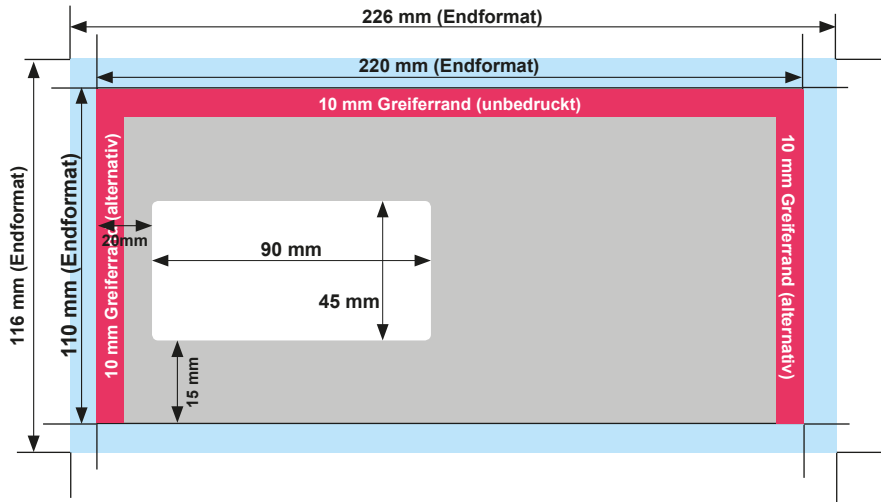 226 mm (Endformat)
220 mm (Endformat)
10 mm Greiferrand (unbedruckt)
116 mm (Endformat)
110 mm (Endformat)
10 mm Greiferrand (alternativ)
10 mm Greiferrand (alternativ)
20mm
90 mm
45 mm
15 mm